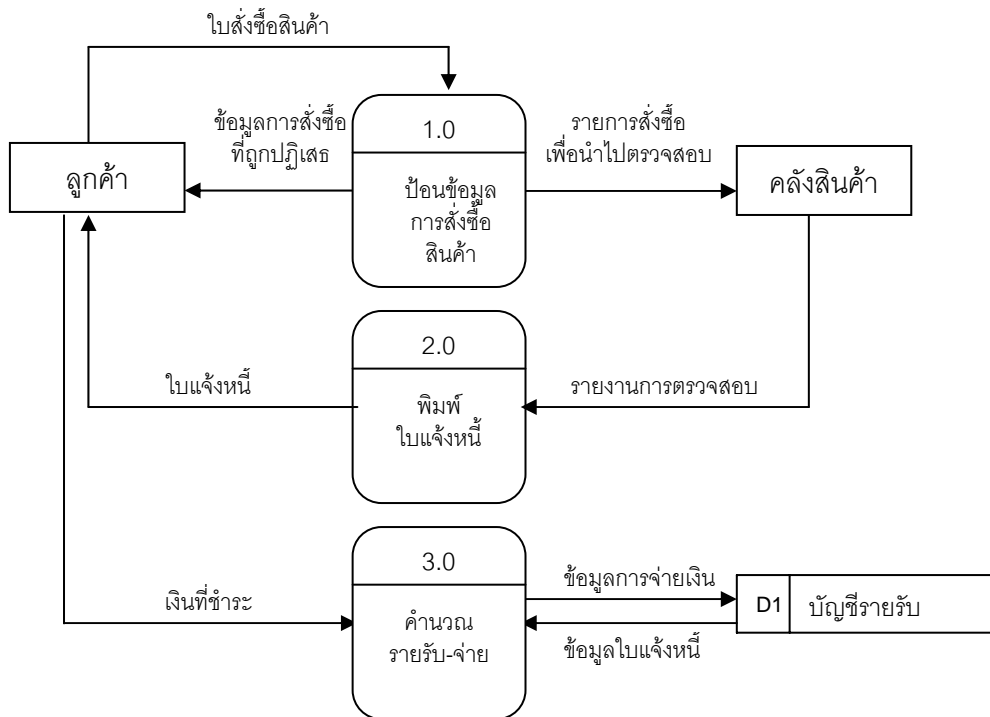 ใบสั่งซื้อสินค้า
ข้อมูลการสั่งซื้อ
ที่ถูกปฏิเสธ
1.0
รายการสั่งซื้อ
เพื่อนำไปตรวจสอบ
ลูกค้า
ป้อนข้อมูล
การสั่งซื้อ
สินค้า
คลังสินค้า
2.0
ใบแจ้งหนี้
พิมพ์
ใบแจ้งหนี้
รายงานการตรวจสอบ
3.0
เงินที่ชำระ
คำนวณ
รายรับ-จ่าย
ข้อมูลการจ่ายเงิน
D1 บัญชีรายรับ
ข้อมูลใบแจ้งหนี้